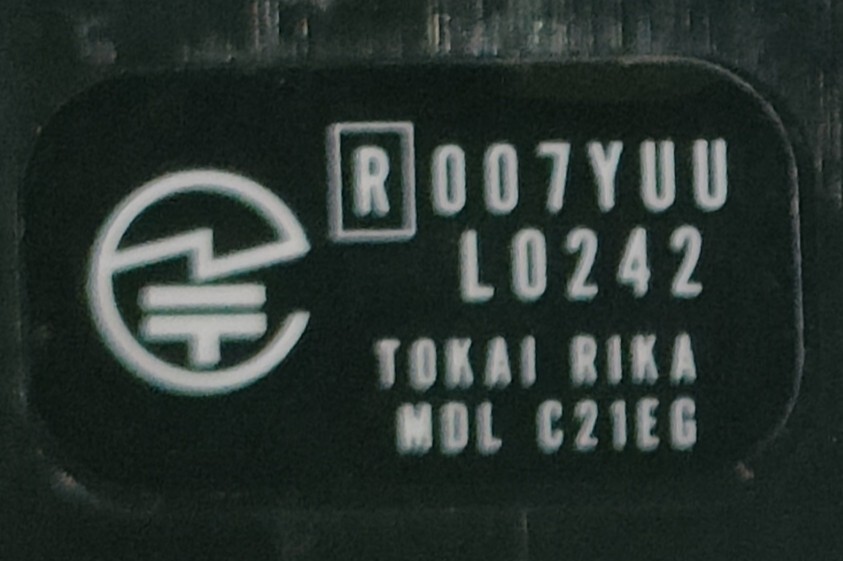 R 007YUU
L0242
TOKAI RIKA
MDL C21EG